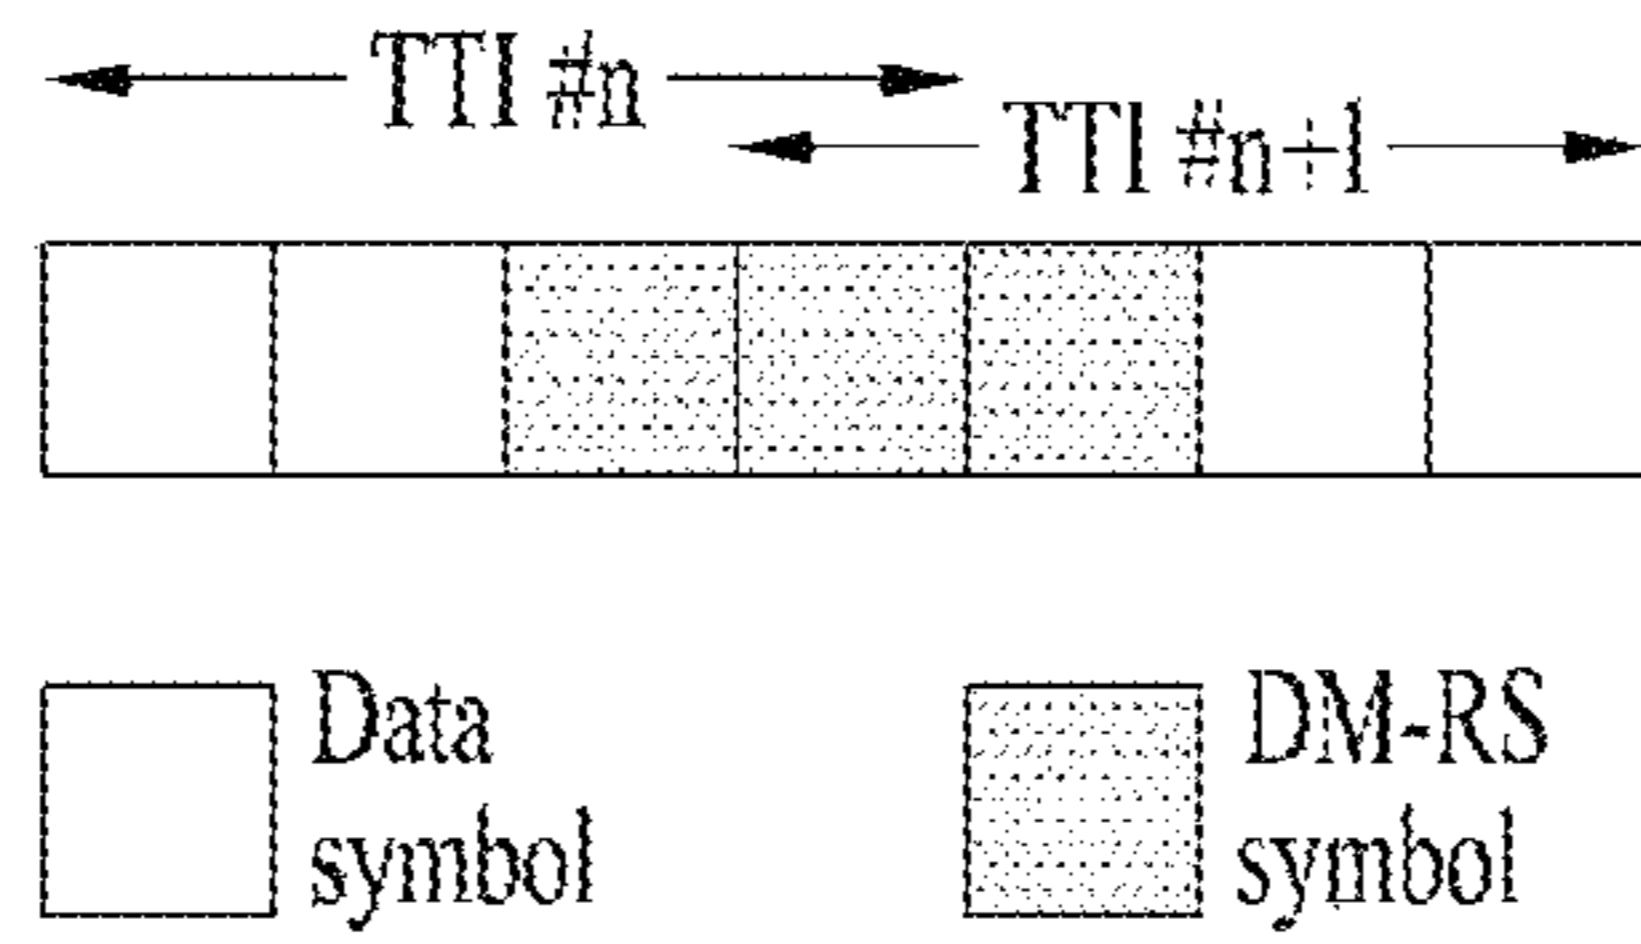 TTI #n
TTI #n+1
Data
symbol
DM-RS
symbol